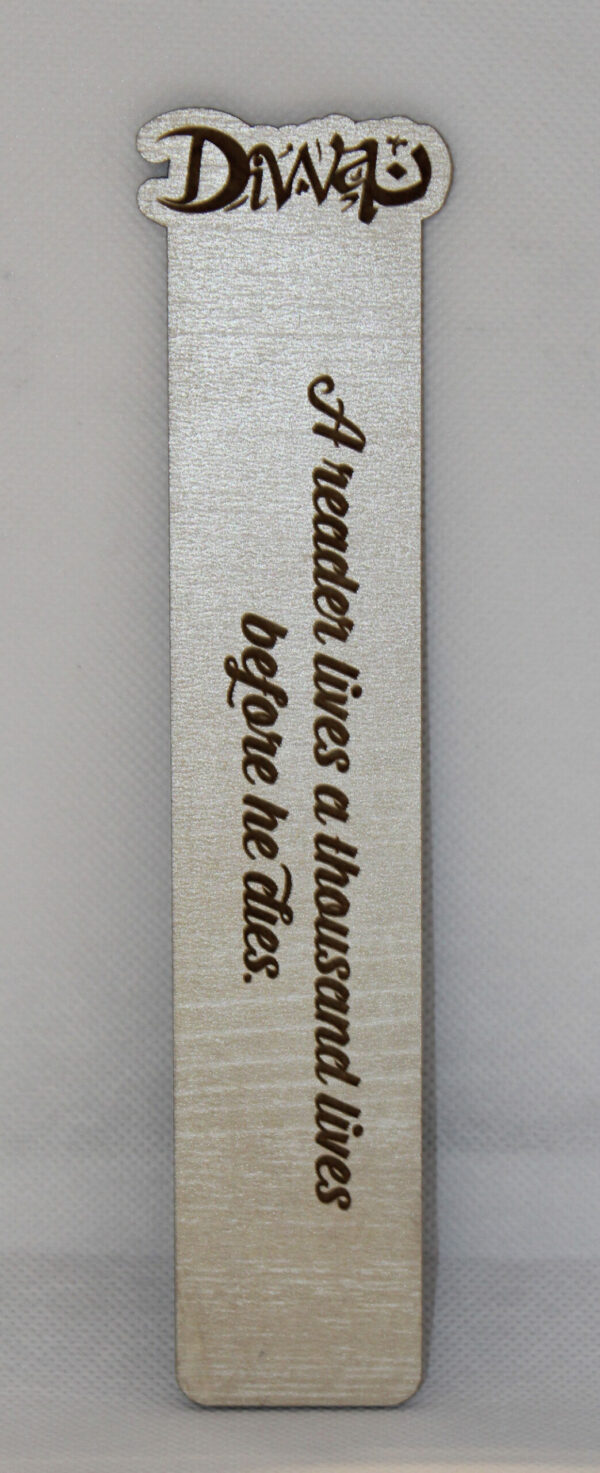 Diwan
A reader lives a thousand lives
before he dies.